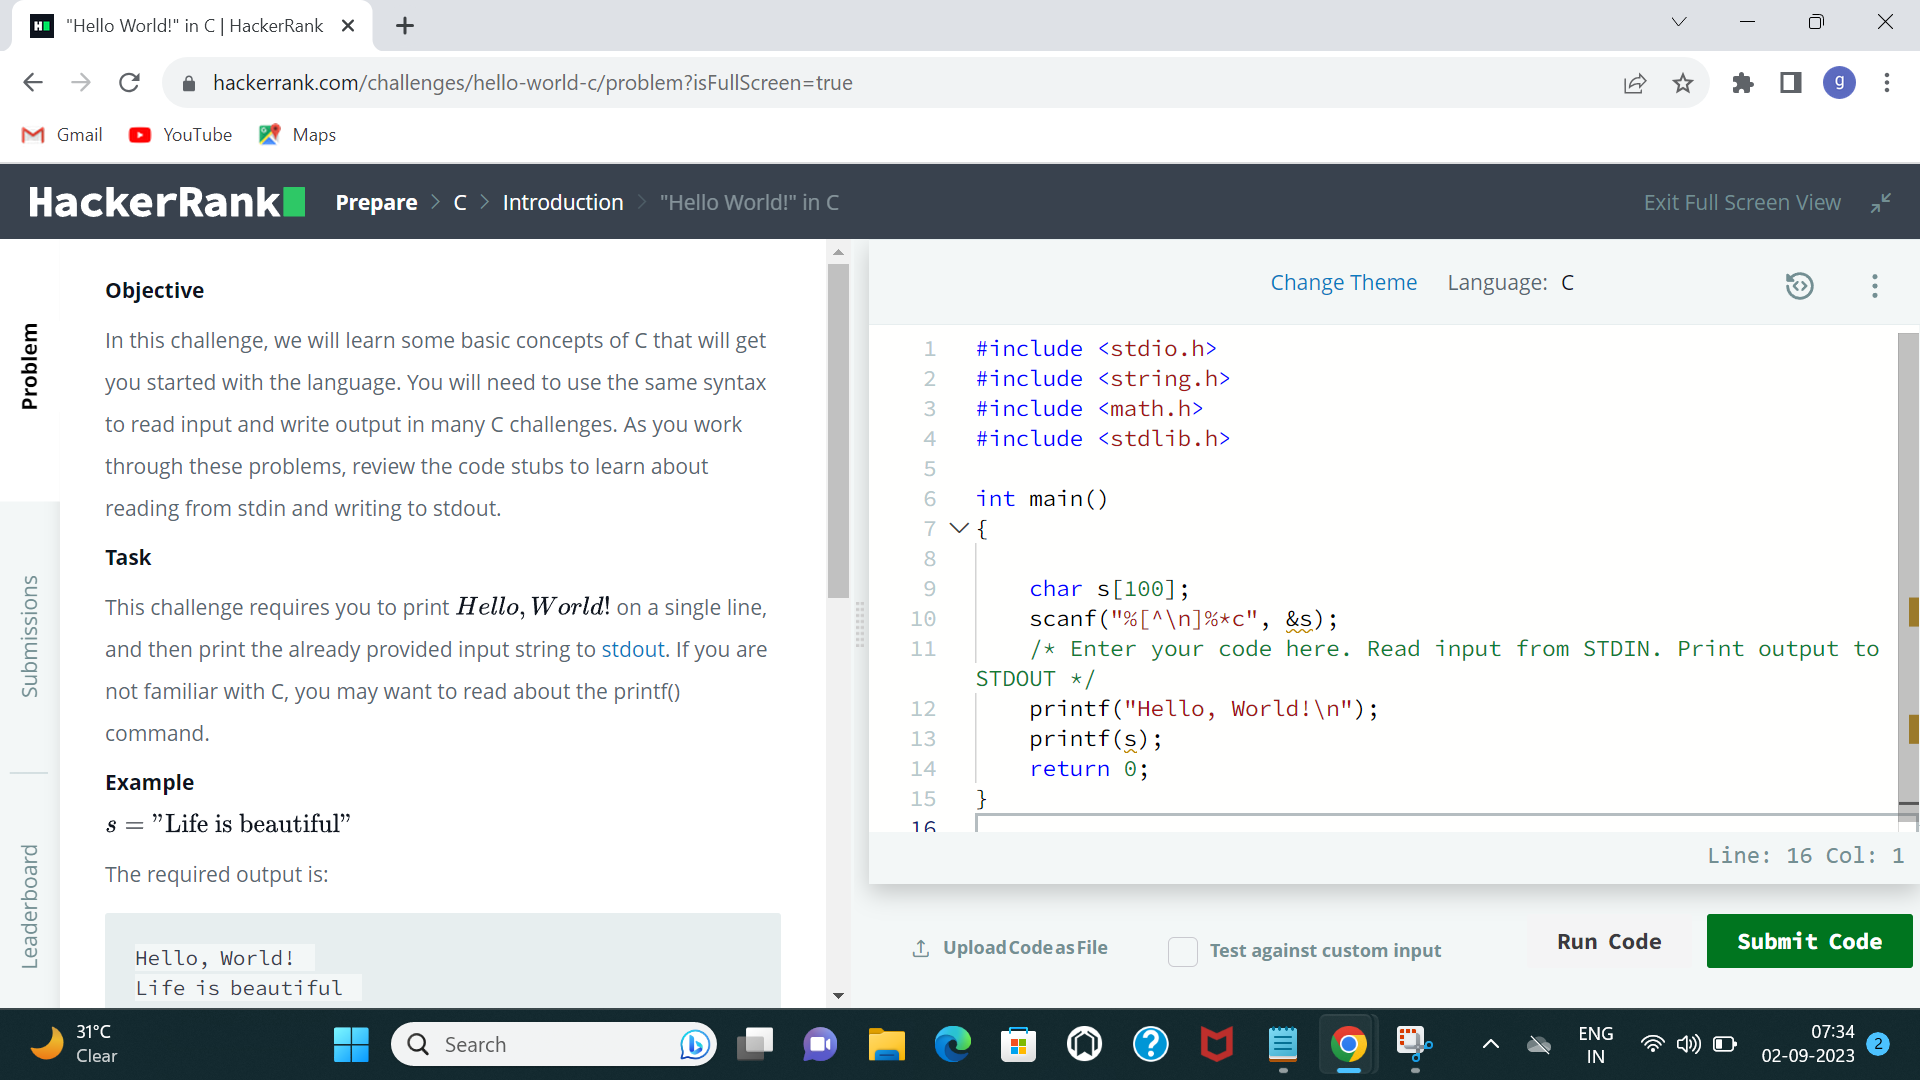 "Hello World!" in C | HackerRank
hackerrank.com/challenges/hello-world-c/problem?isFullScreen=true
g
Gmail
YouTube
Maps
HackerRank
Prepare > C > Introduction > "Hello World!" in C
Exit Full Screen View
Problem
Submissions
Leaderboard
Objective
In this challenge, we will learn some basic concepts of C that will get
you started with the language. You will need to use the same syntax
to read input and write output in many C challenges. As you work
through these problems, review the code stubs to learn about
reading from stdin and writing to stdout.
Task
This challenge requires you to print Hello, World! on a single line,
and then print the already provided input string to stdout. If you are
not familiar with C, you may want to read about the printf()
command.
Example
s = ”Life is beautiful”
The required output is:
Hello, World!
Life is beautiful
Change Theme
Language: C
1 #include <stdio.h>
2 #include <string.h>
3 #include <math.h>
4 #include <stdlib.h>
5
6 int main()
7 {
8
9 char s[100];
10 scanf("%[^\n]%*c", &s);
11 /* Enter your code here. Read input from STDIN. Print output to
STDOUT */
12 printf("Hello, World!\n");
13 printf(s);
14 return 0;
15 }
16
Line: 16 Col: 1
Upload Code as File
Test against custom input
Run Code
Submit Code
31°C
Clear
Search
ENG
IN
07:34
02-09-2023
2